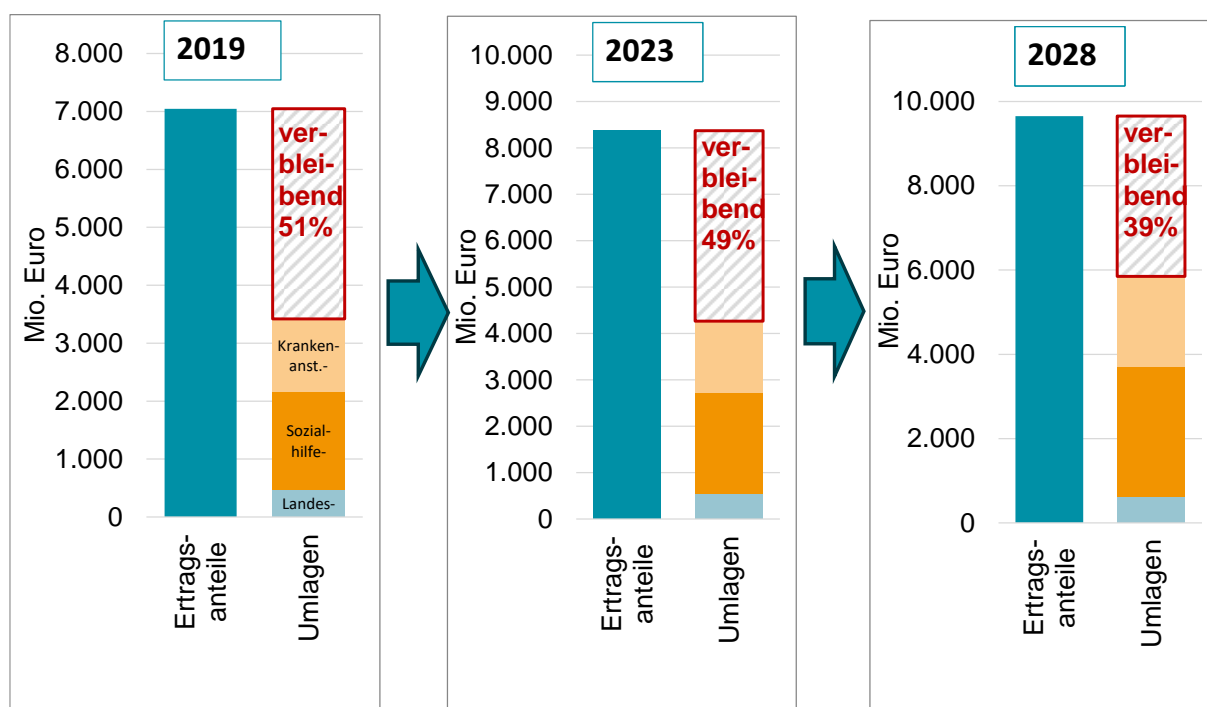 2019
8.000
7.000
6.000
5.000
4.000
3.000
2.000
1.000
0
Mio. Euro
ver-
bleibend
51%
Kranken-
anst.-
Sozial-
hilfe-
Landes-
Ertrags-
anteile
Umlagen
2023
10.000
9.000
8.000
7.000
6.000
5.000
4.000
3.000
2.000
1.000
0
Mio. Euro
ver-
blei-
bend
49%
Ertrags-
anteile
Umlagen
2028
10.000
8.000
6.000
4.000
2.000
0
Mio. Euro
ver-
blei-
bend
39%
Ertrags-
anteile
Umlagen